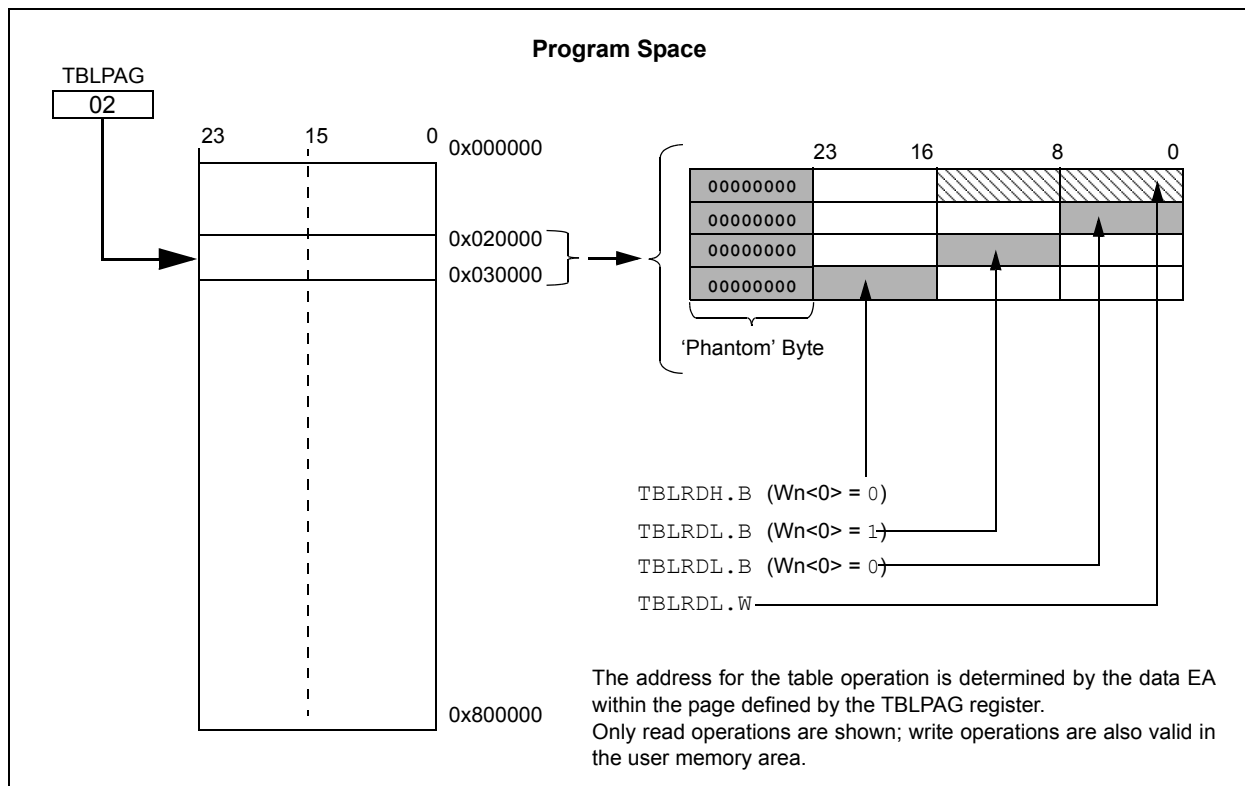 Program Space
TBLPAG
02
23 15 0
0x000000
0x020000
0x030000
0x800000
23 16 8 0
00000000
00000000
00000000
00000000
‘Phantom’ Byte
TBLRDH.B (Wn<0> = 0)
TBLRDL.B (Wn<0> = 1)
TBLRDL.B (Wn<0> = 0)
TBLRDL.W
The address for the table operation is determined by the data EA
within the page defined by the TBLPAG register.
Only read operations are shown; write operations are also valid in
the user memory area.